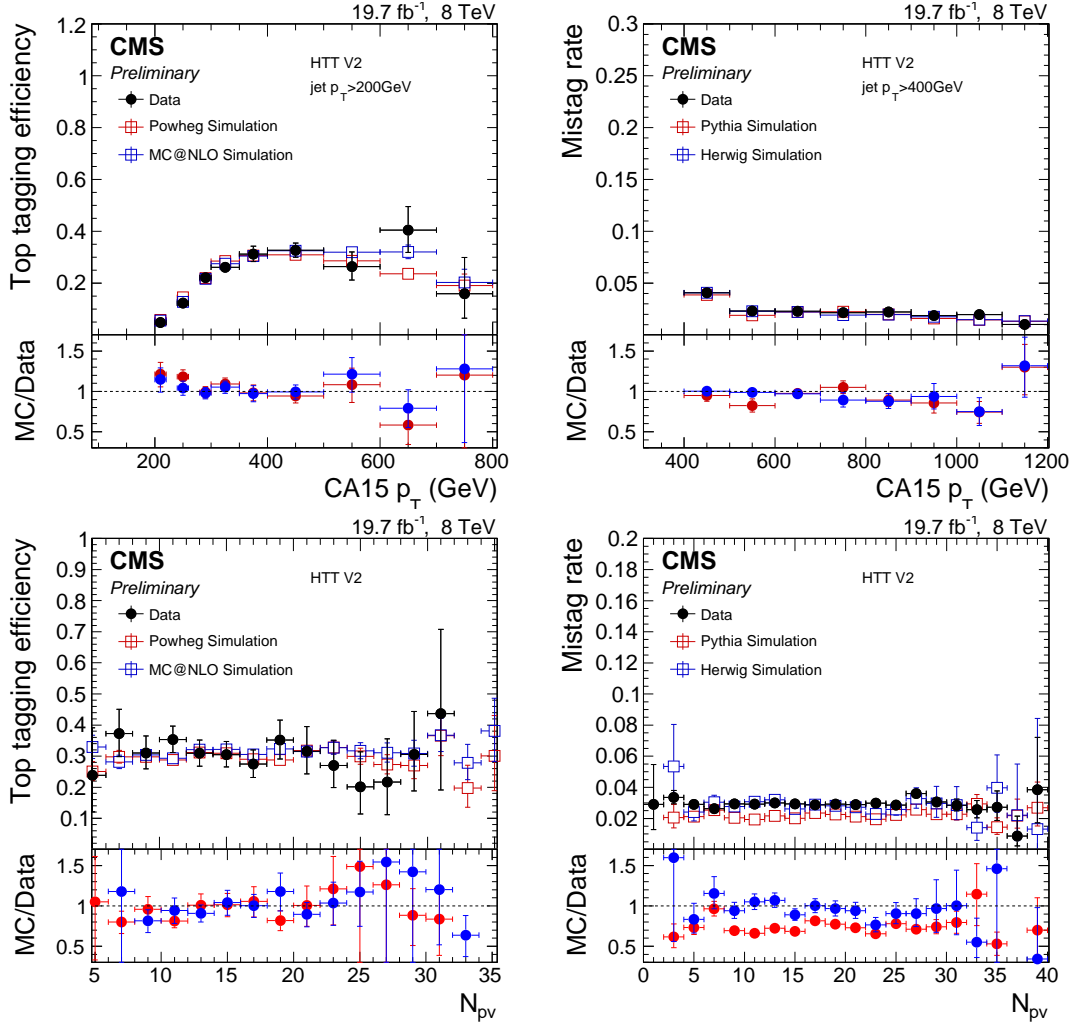 19.7 fb⁻¹, 8 TeV
Top tagging efficiency
1.2
1
0.8
0.6
0.4
0.2
CMS
Preliminary
HTT V2
jet p_T>200GeV
Data
Powheg Simulation
MC@NLO Simulation
MC/Data
1.5
1
0.5
200 400 600 800
CA15 p_T (GeV)
19.7 fb⁻¹, 8 TeV
Mistag rate
0.3
0.25
0.2
0.15
0.1
0.05
CMS
Preliminary
HTT V2
jet p_T>400GeV
Data
Pythia Simulation
Herwig Simulation
MC/Data
1.5
1
0.5
400 600 800 1000 1200
CA15 p_T (GeV)
19.7 fb⁻¹, 8 TeV
Top tagging efficiency
1
0.9
0.8
0.7
0.6
0.5
0.4
0.3
0.2
0.1
CMS
Preliminary
HTT V2
Data
Powheg Simulation
MC@NLO Simulation
MC/Data
1.5
1
0.5
5 10 15 20 25 30 35
N_pv
19.7 fb⁻¹, 8 TeV
Mistag rate
0.2
0.18
0.16
0.14
0.12
0.1
0.08
0.06
0.04
0.02
CMS
Preliminary
HTT V2
Data
Pythia Simulation
Herwig Simulation
MC/Data
1.5
1
0.5
0 5 10 15 20 25 30 35 40
N_pv